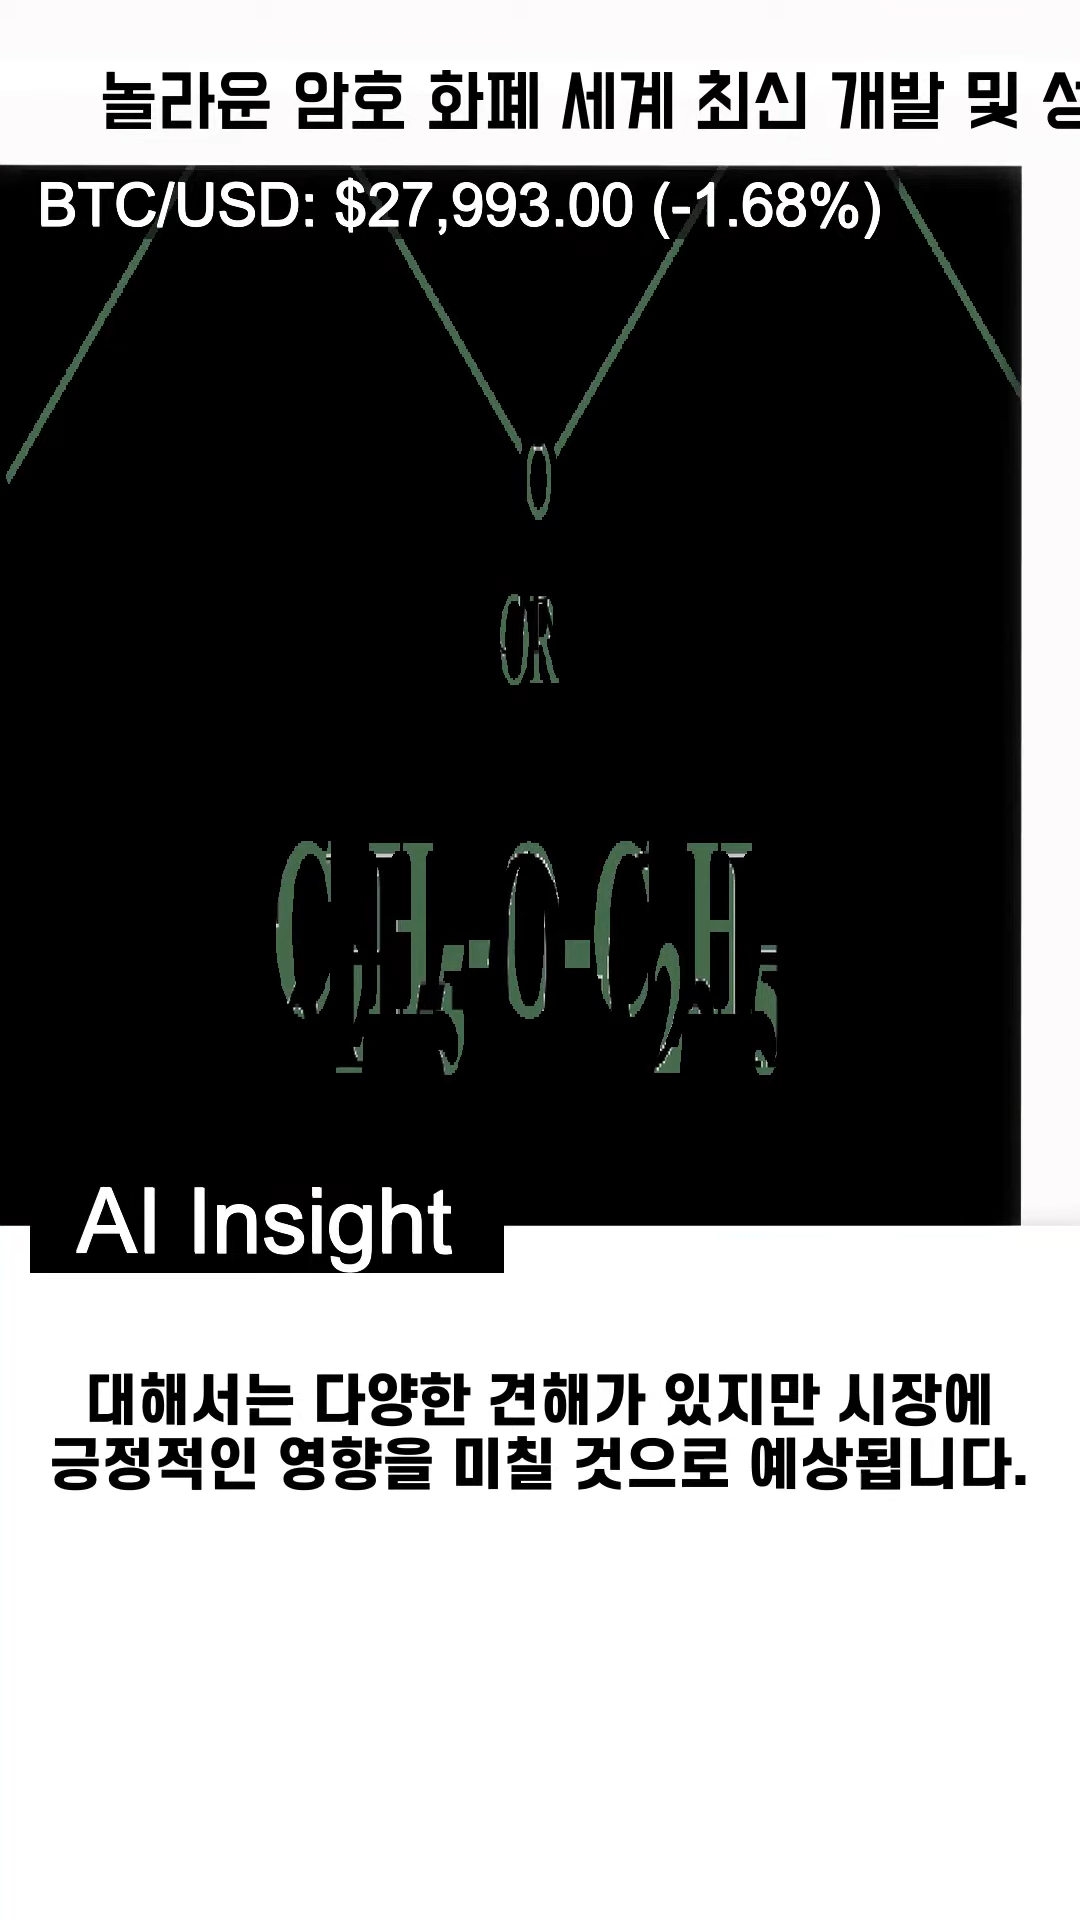 놀라운 암호 화폐 세계 최신 개발 및
BTC/USD: $27,993.00 (-1.68%)
O
OR
C2H5-O-C2H5
AI Insight
대해서는 다양한 견해가 있지만 시장에
긍정적인 영향을 미칠 것으로 예상됩니다.